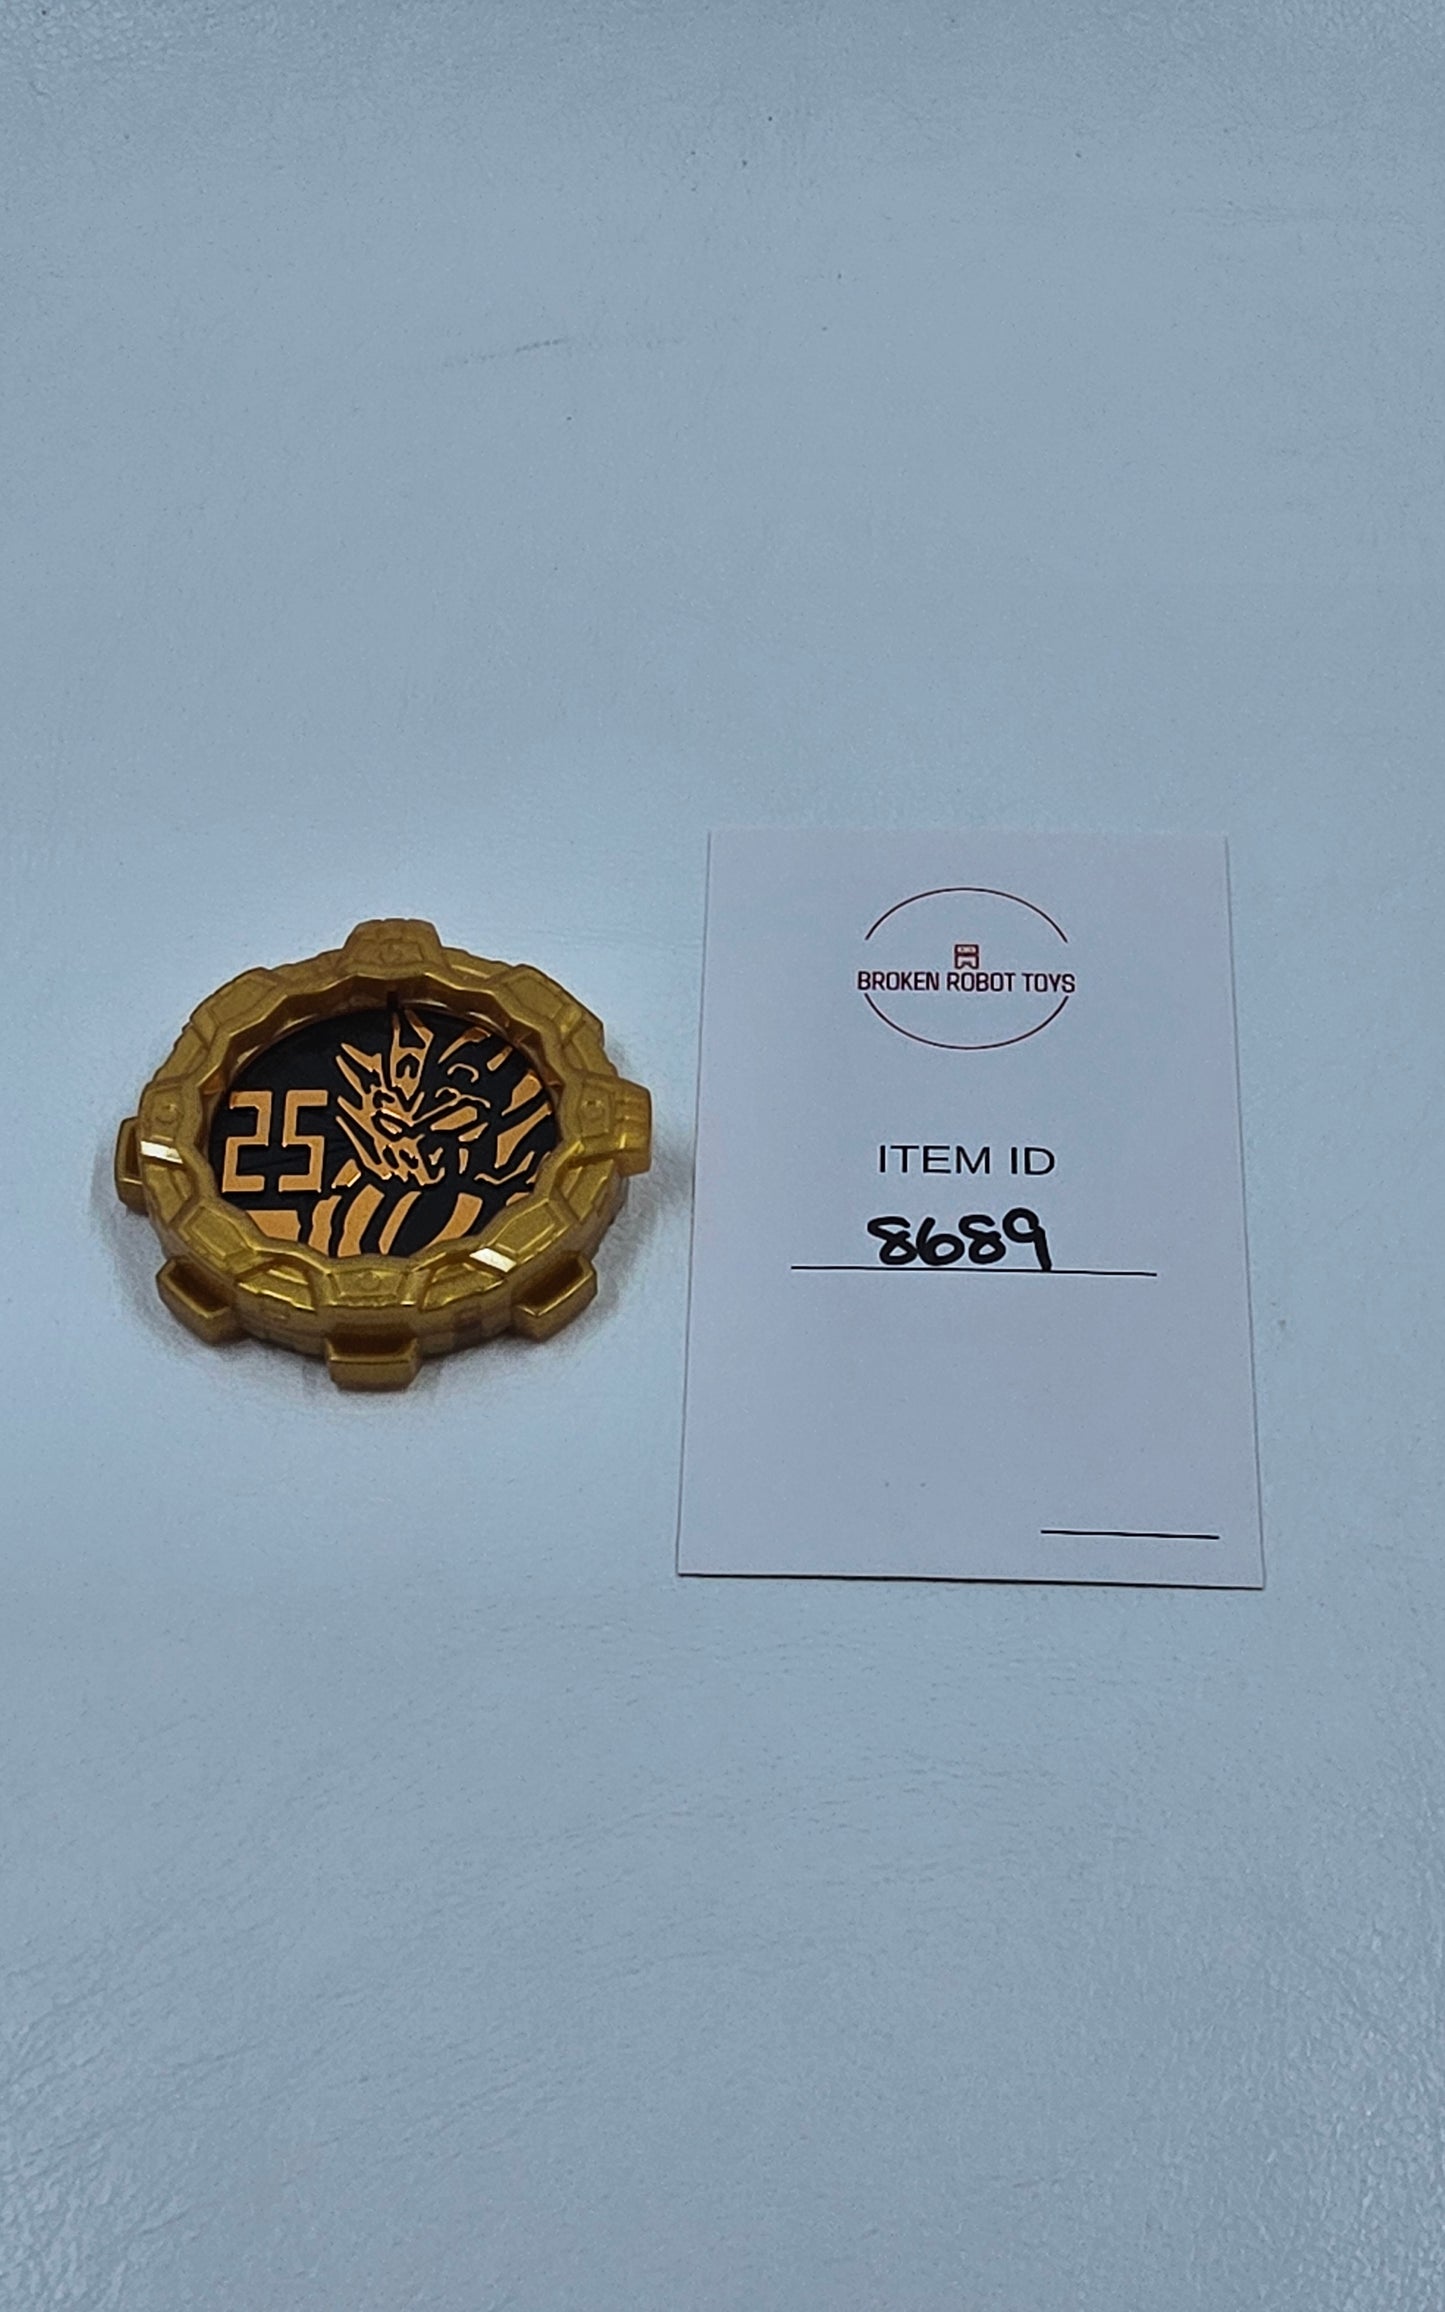 25
BROKEN ROBOT TOYS
ITEM ID
8689